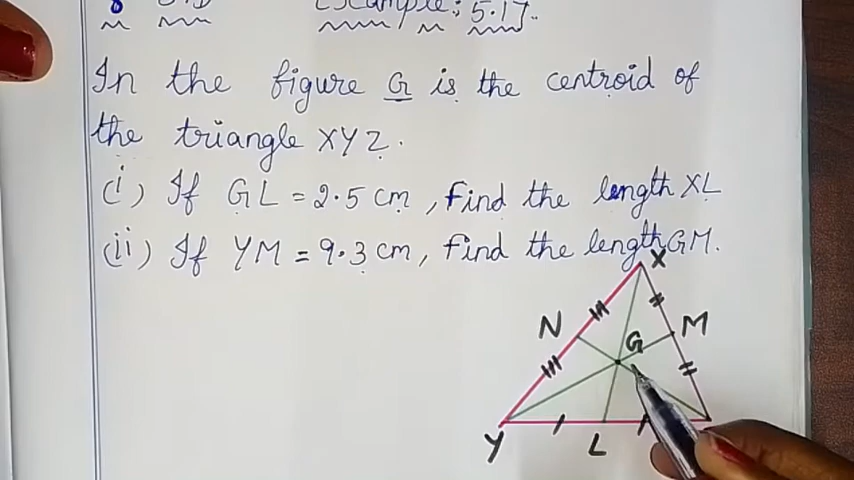 Example: 5.17.
In the figure G is the centroid of
the triangle XYZ.
(i) If GL = 2.5 cm, find the length XL
(ii) If YM = 9.3 cm, find the length GM.
X
N
M
G
Y
L